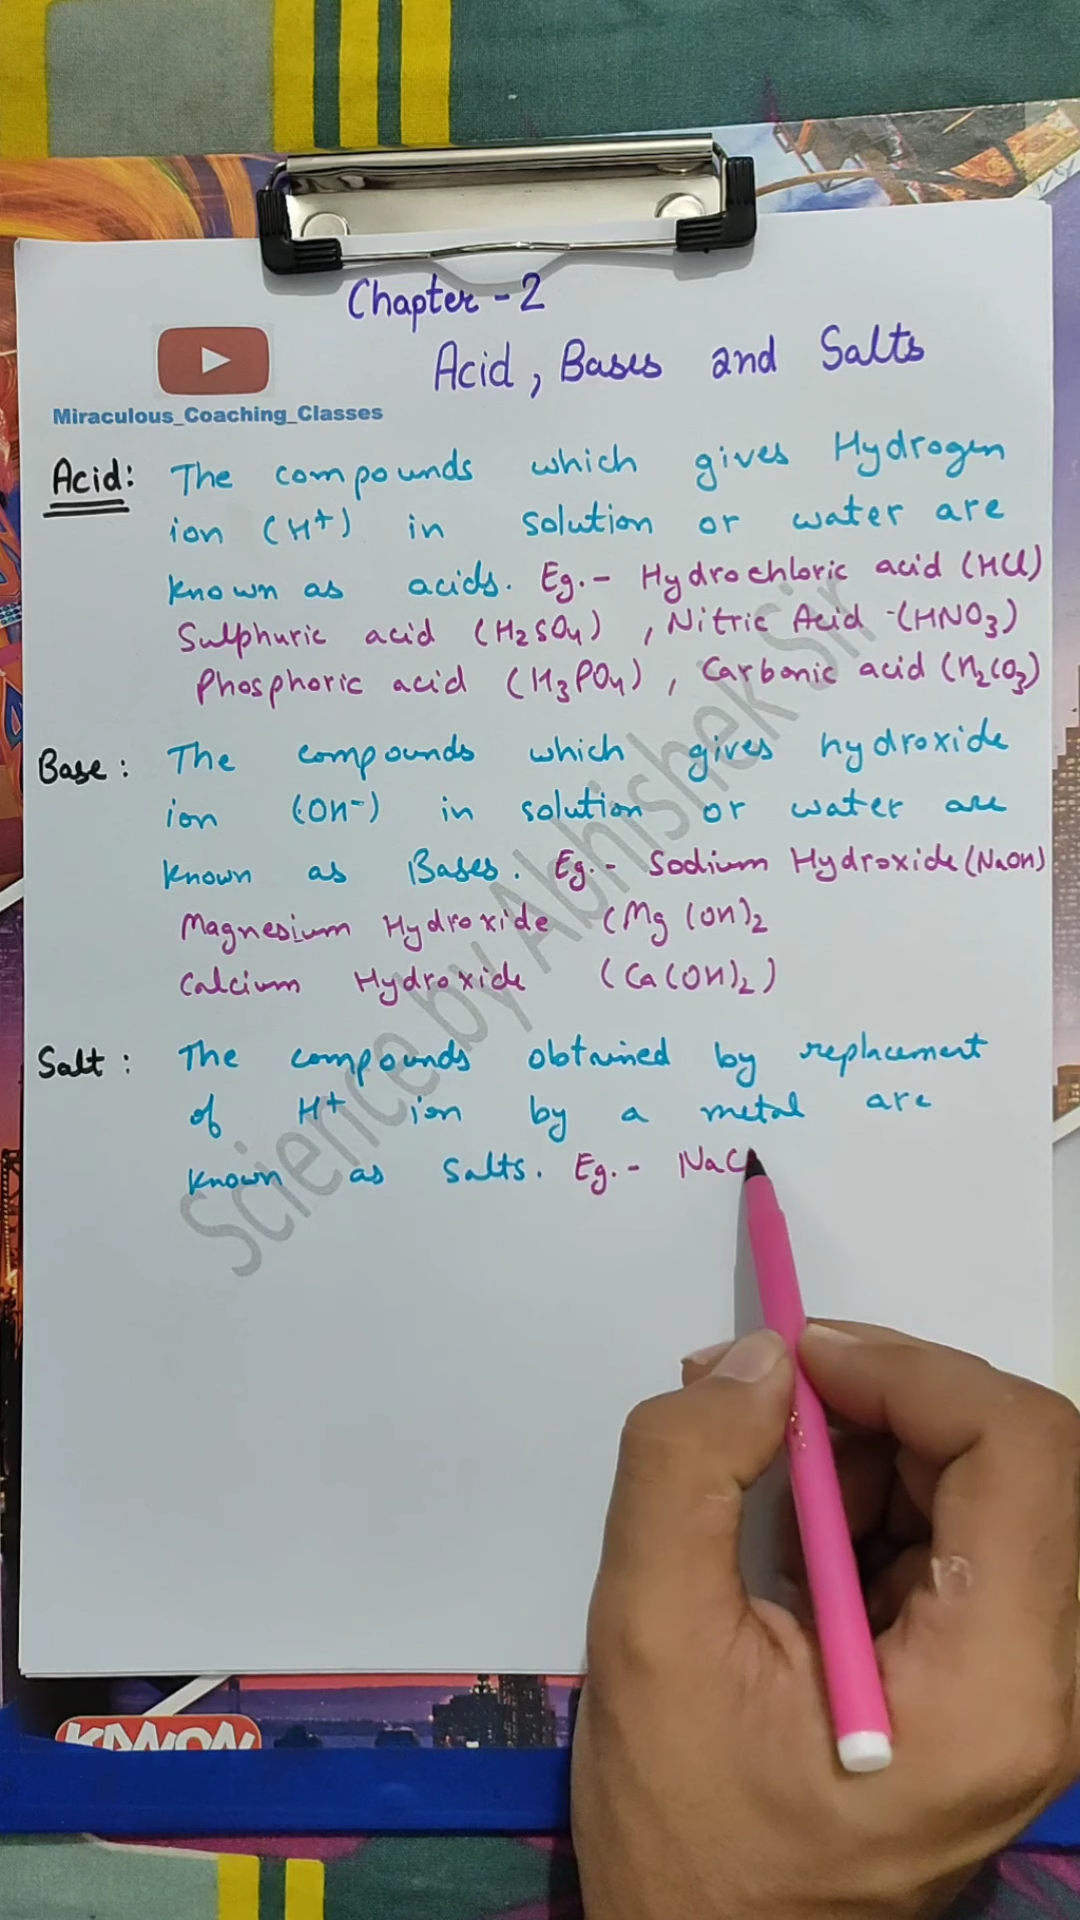 Chapter - 2
Acid, Bases and Salts
Miraculous_Coaching_Classes
Acid: The compounds which gives Hydrogen
ion (H+) in solution or water are
known as acids. Eg.- Hydrochloric acid (HCl)
Sulphuric acid (H2SO4), Nitric Acid -(HNO3)
Phosphoric acid (H3PO4), Carbonic acid (H2CO3)
Base: The compounds which gives hydroxide
ion (OH-) in solution or water are
known as Bases. Eg.- Sodium Hydroxide (NaOH)
Magnesium Hydroxide (Mg (OH)2
Calcium Hydroxide (Ca(OH)2)
Salt: The compounds obtained by replacement
of H+ ion by a metal are
known as Salts. Eg.- NaC
Science by Abhishek Sir
KANON